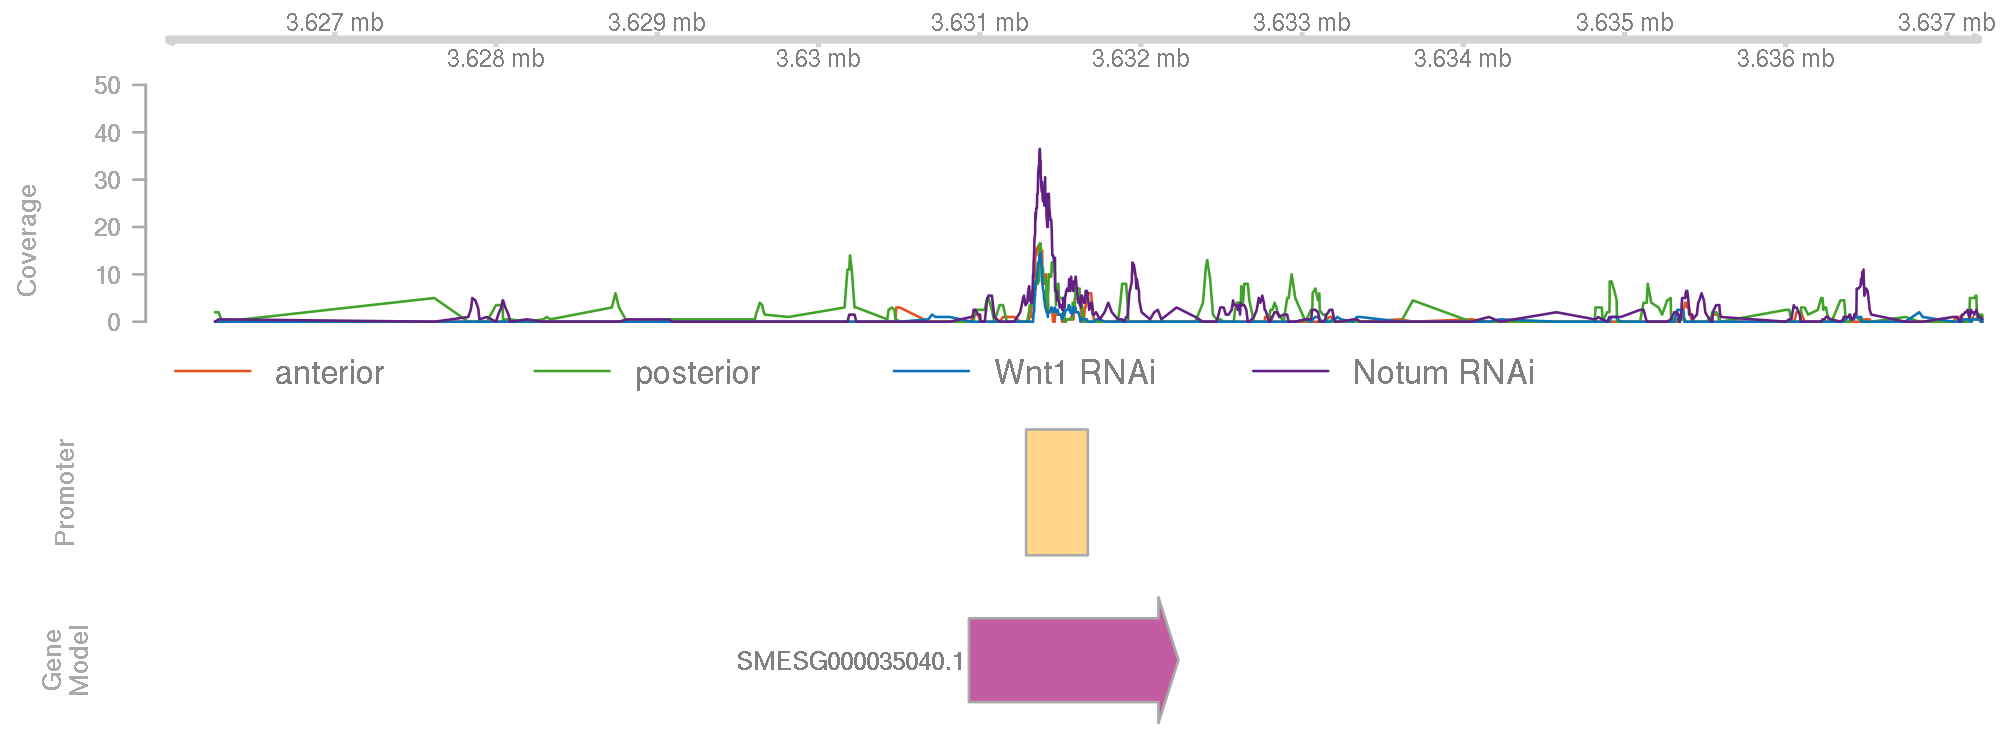 3.627 mb 3.629 mb 3.631 mb 3.633 mb 3.635 mb 3.637 mb
3.628 mb 3.63 mb 3.632 mb 3.634 mb 3.636 mb
50
40
30
20
10
0
Coverage
anterior posterior Wnt1 RNAi Notum RNAi
Promoter
Gene
Model
SMESG000035040.1